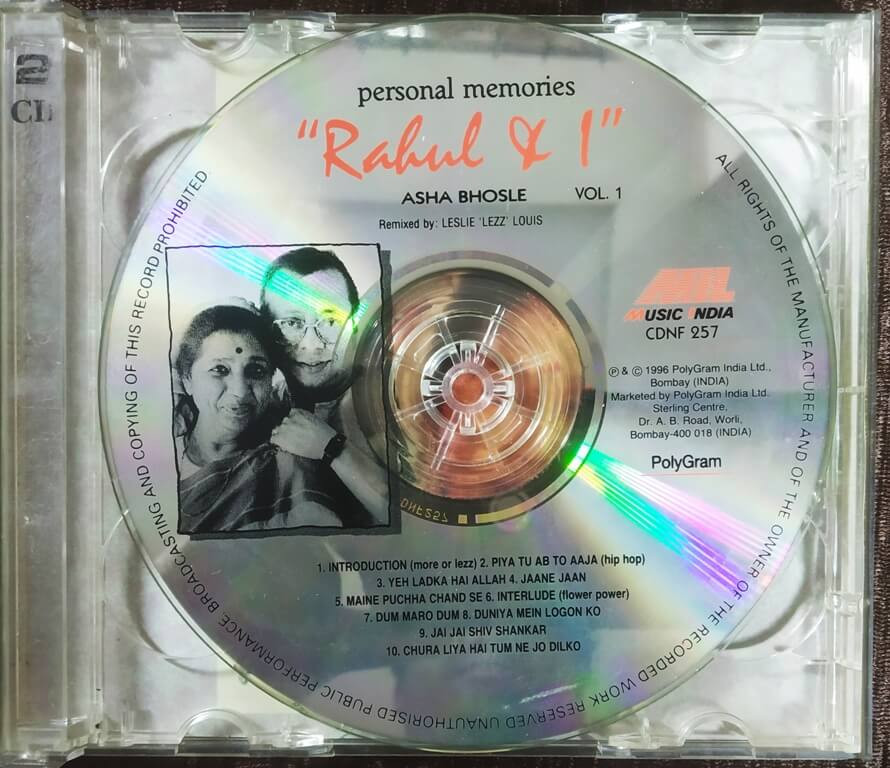 2
CD
personal memories
"Rahul & I"
ASHA BHOSLE VOL. 1
Remixed by: LESLIE 'LEZZ' LOUIS
MIL
MUSIC INDIA
CDNF 257
℗ & © 1996 PolyGram India Ltd.,
Bombay (INDIA)
Marketed by PolyGram India Ltd.
Sterling Centre,
Dr. A. B. Road, Worli,
Bombay-400 018 (INDIA)
PolyGram
1. INTRODUCTION (more or lezz) 2. PIYA TU AB TO AAJA (hip hop)
3. YEH LADKA HAI ALLAH 4. JAANE JAAN
5. MAINE PUCHHA CHAND SE 6. INTERLUDE (flower power)
7. DUM MARO DUM 8. DUNIYA MEIN LOGON KO
9. JAI JAI SHIV SHANKAR
10. CHURA LIYA HAI TUM NE JO DILKO
ALL RIGHTS OF THE MANUFACTURER AND OF THE OWNER OF THE RECORDED WORK RESERVED UNAUTHORISED PUBLIC PERFORMANCE, BROADCASTING AND COPYING OF THIS RECORD PROHIBITED